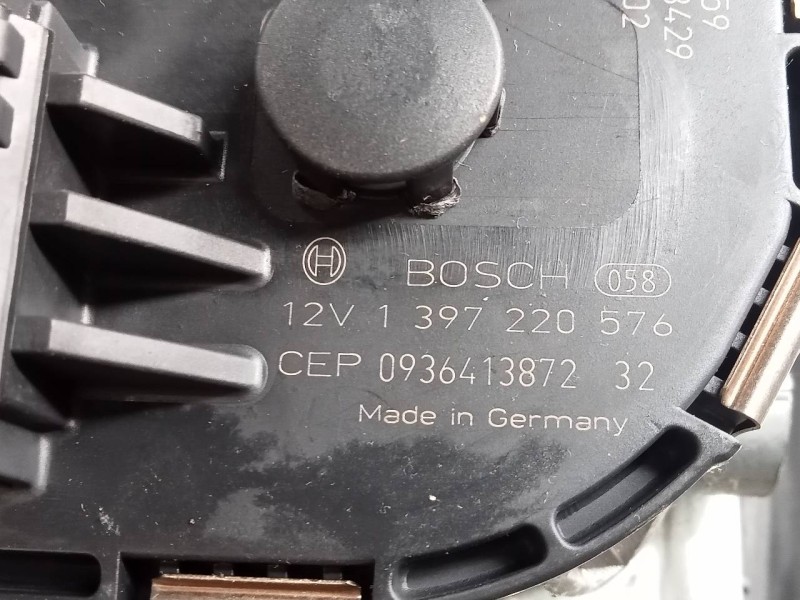 BOSCH 058
12V 1 397 220 576
CEP 0936413872 32
Made in Germany